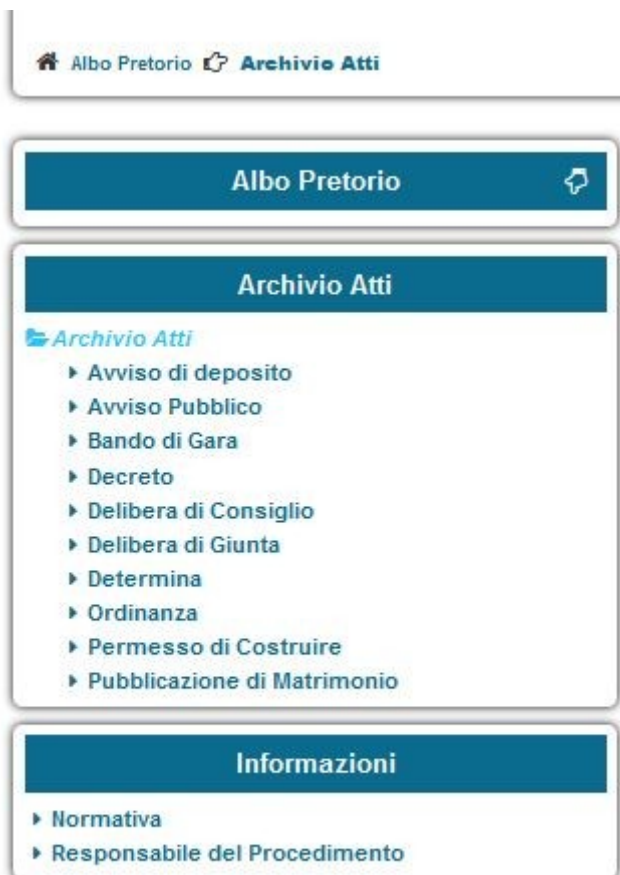 Albo Pretorio Archivio Atti
Albo Pretorio
Archivio Atti
Archivio Atti
Avviso di deposito
Avviso Pubblico
Bando di Gara
Decreto
Delibera di Consiglio
Delibera di Giunta
Determina
Ordinanza
Permesso di Costruire
Pubblicazione di Matrimonio
Informazioni
Normativa
Responsabile del Procedimento